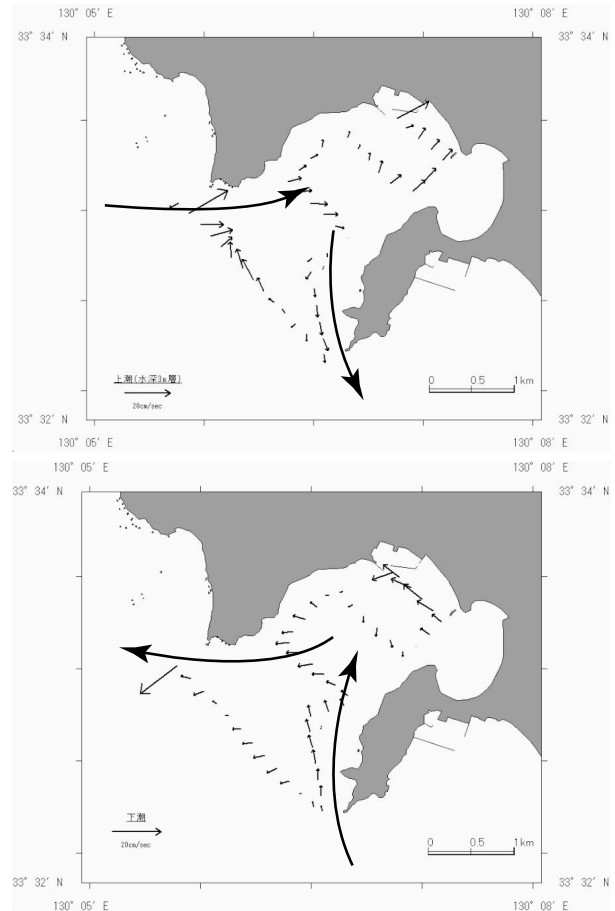 130° 05′ E 130° 08′ E
33° 34′ N 33° 34′ N
上潮(水深3m層)
20cm/sec
0 0.5 1km
33° 32′ N 33° 32′ N
130° 05′ E 130° 08′ E
130° 05′ E 130° 08′ E
33° 34′ N 33° 34′ N
下潮
20cm/sec
0 0.5 1km
33° 32′ N 33° 32′ N
130° 05′ E 130° 08′ E